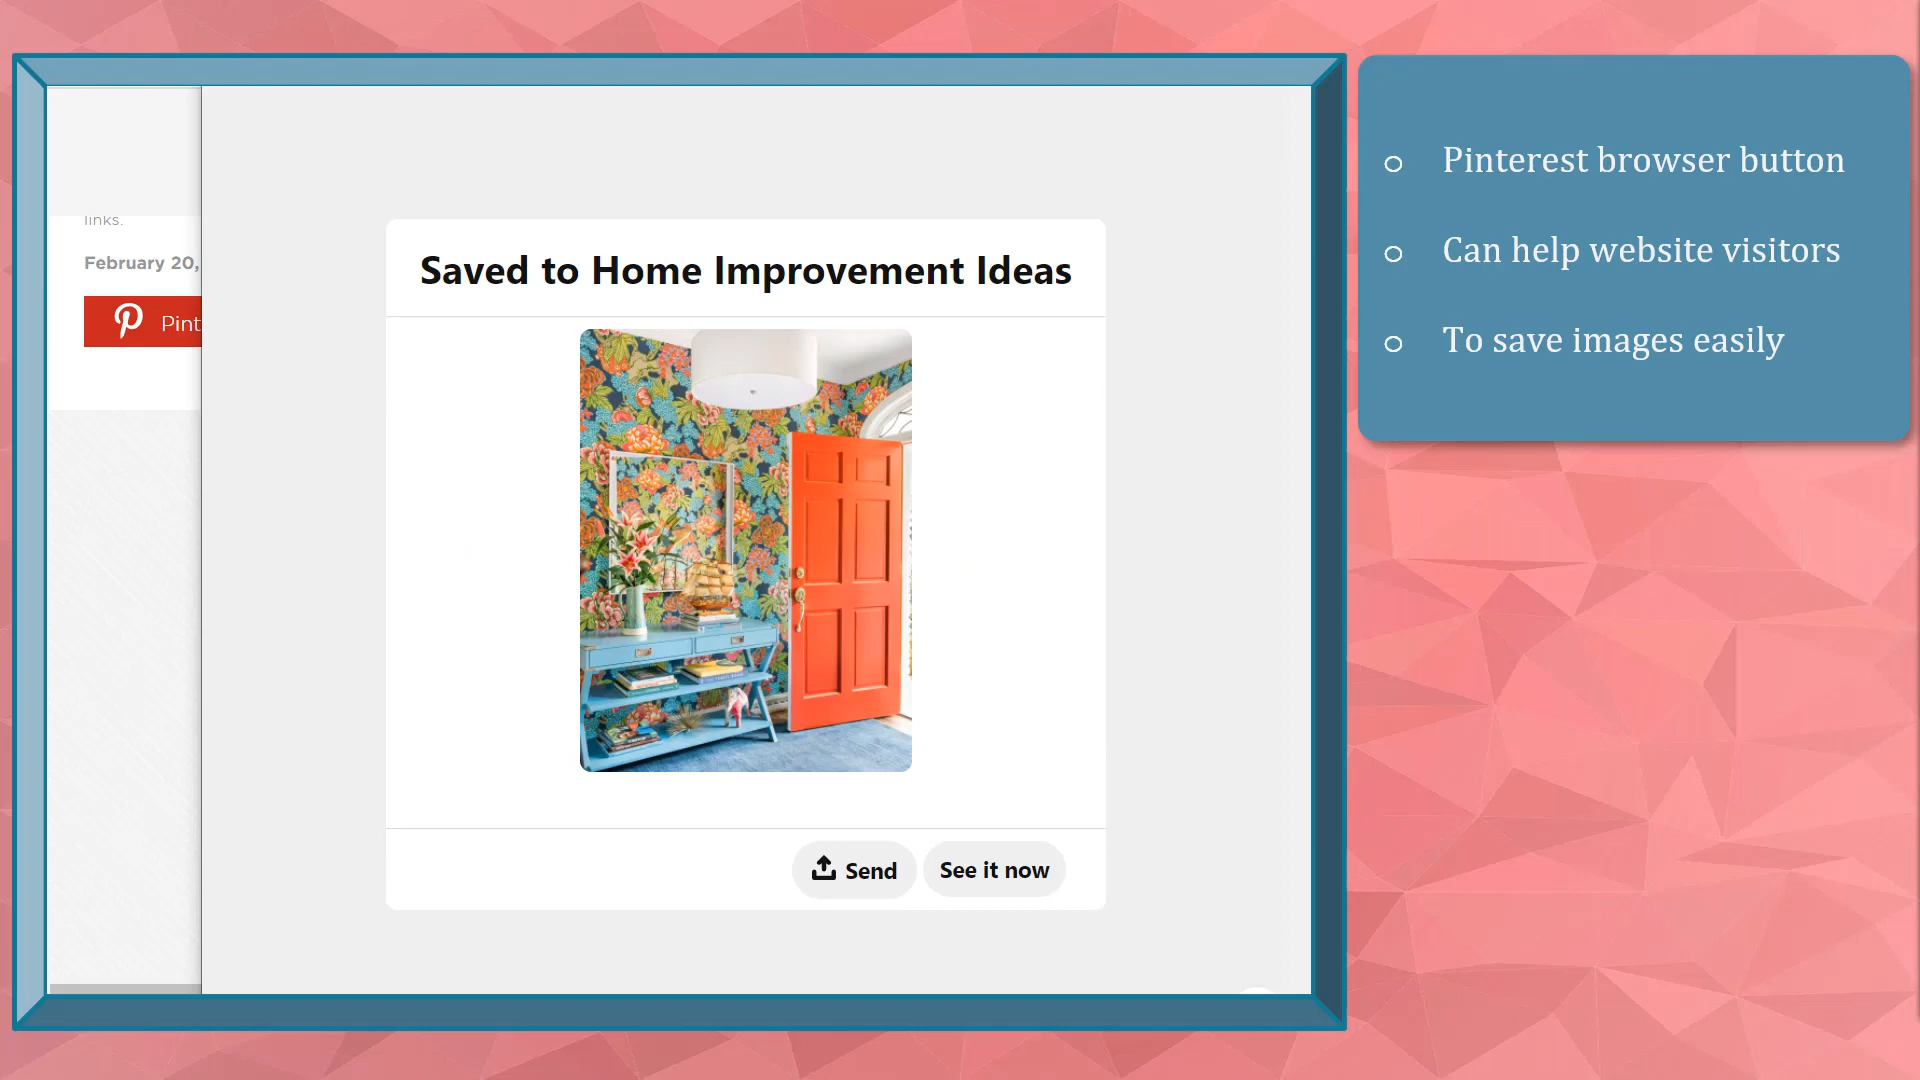 links.
February 20,
Pint
Saved to Home Improvement Ideas
Send
See it now
Pinterest browser button
Can help website visitors
To save images easily